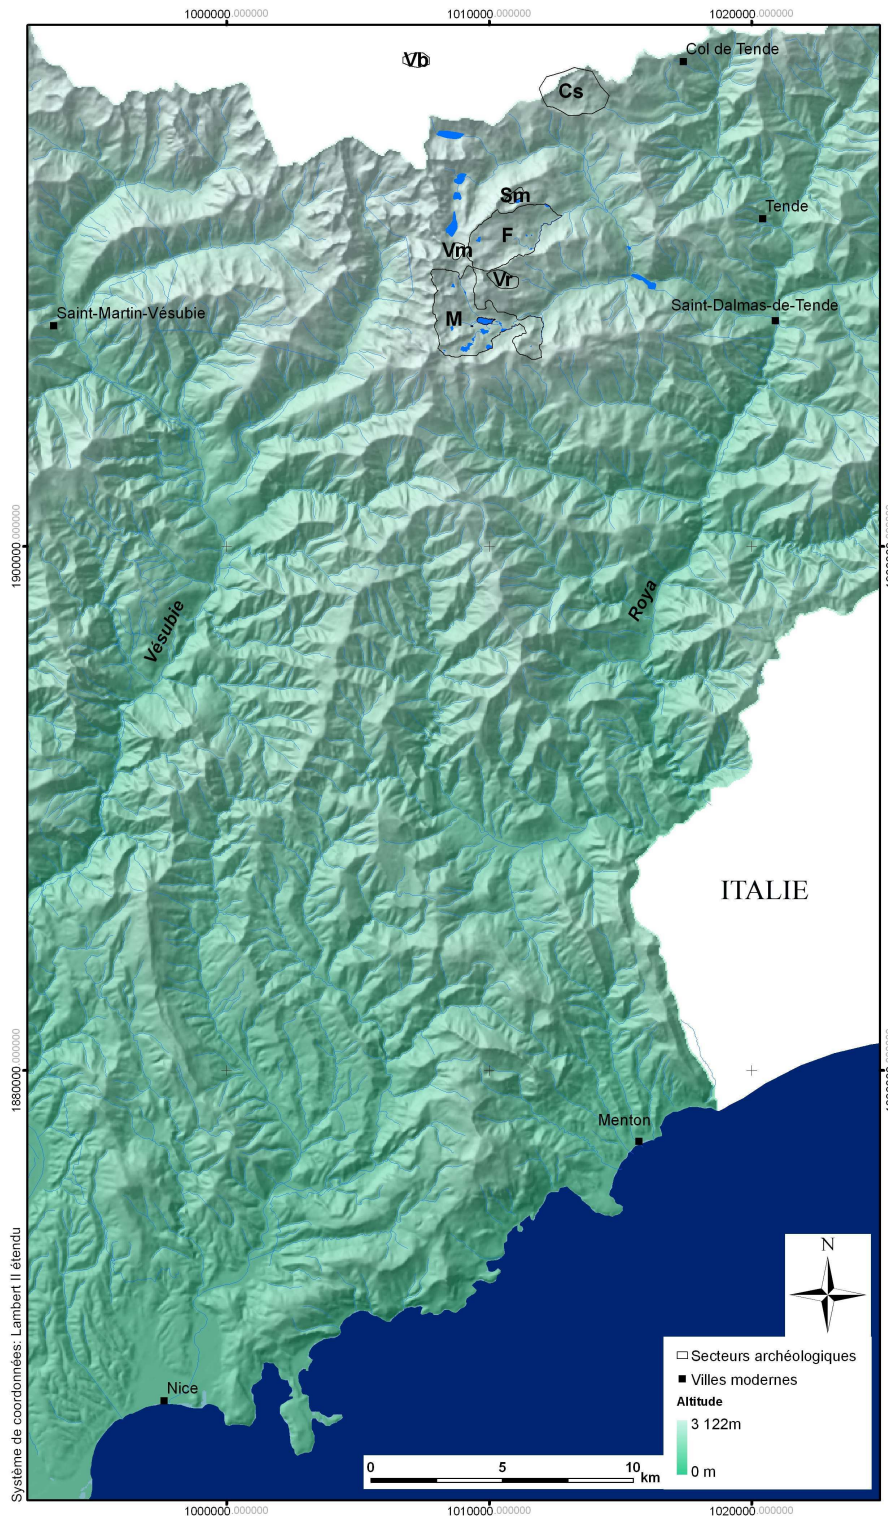 1000000.000000
1010000.000000
1020000.000000
Col de Tende
Vb
Cs
Sm
Tende
F
Vm
Vr
Saint-Martin-Vésubie
Saint-Dalmas-de-Tende
M
1900000.000000
Vésubie
Roya
ITALIE
1880000.000000
Menton
Système de coordonnées: Lambert II étendu
N
Secteurs archéologiques
Villes modernes
Altitude
3 122m
0 m
Nice
0 5 10
km
1000000.000000
1010000.000000
1020000.000000